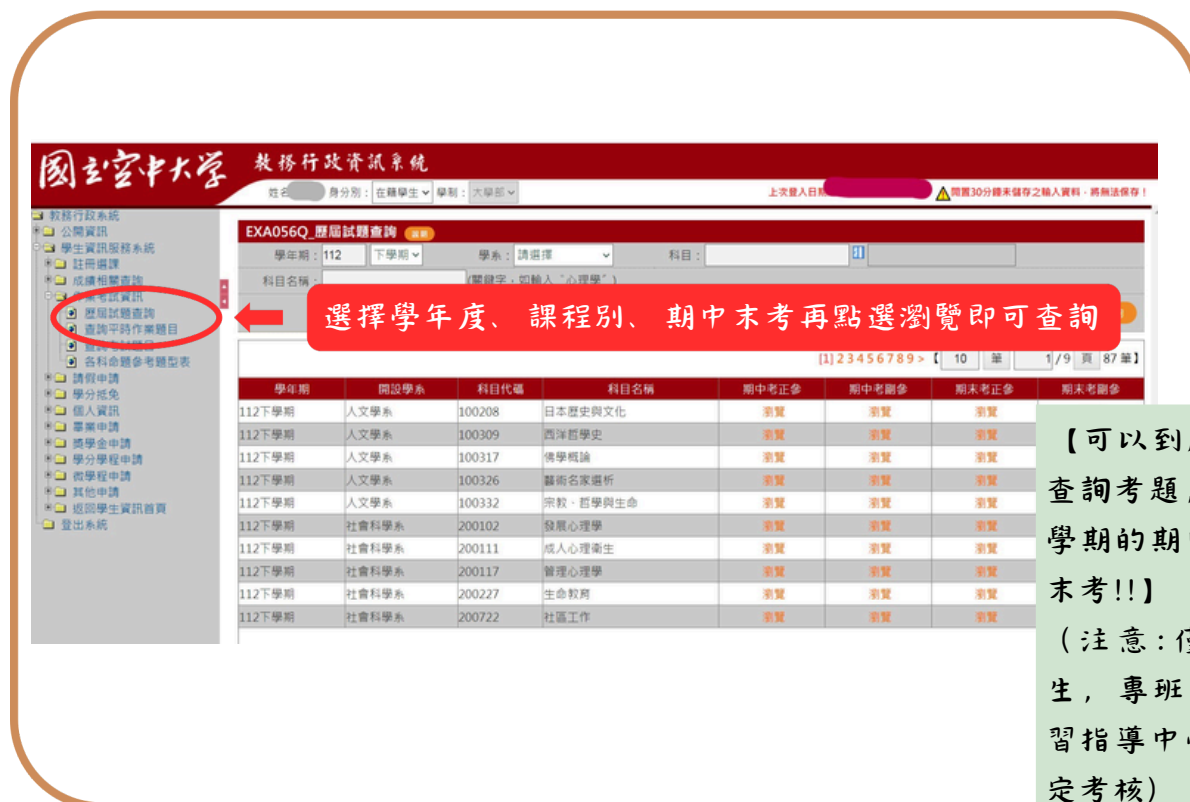 國立空中大学
教務行政資訊系統
姓名 身分別：在籍學生 學制：大學部 上次登入日期 閒置30分鐘未儲存之輸入資料，將無法保存！
教務行政系統
公開資訊
學生資訊服務系統
註冊選課
成績相關查詢
作業考試資訊
歷屆試題查詢
查詢平時作業題目
各科命題參考題型表
請假申請
學分抵免
個人資訊
畢業申請
獎學金申請
學分學程申請
微學程申請
其他申請
返回學生資訊首頁
登出系統
EXA056Q_歷屆試題查詢 說明
學年期：112 下學期 學系：請選擇 科目：
科目名稱： (關鍵字，如輸入〝心理學〞)
選擇學年度、課程別、期中末考再點選瀏覽即可查詢
[1] 2 3 4 5 6 7 8 9 > 【 10 筆 1 / 9 頁 87 筆】
學年期 開設學系 科目代碼 科目名稱 期中考正參 期中考副參 期末考正參 期末考副參
112下學期 人文學系 100208 日本歷史與文化 瀏覽 瀏覽 瀏覽
112下學期 人文學系 100309 西洋哲學史 瀏覽 瀏覽 瀏覽
112下學期 人文學系 100317 佛學概論 瀏覽 瀏覽 瀏覽
112下學期 人文學系 100326 藝術名家選析 瀏覽 瀏覽 瀏覽
112下學期 人文學系 100332 宗教、哲學與生命 瀏覽 瀏覽 瀏覽
112下學期 社會科學系 200102 發展心理學 瀏覽 瀏覽 瀏覽
112下學期 社會科學系 200111 成人心理衛生 瀏覽 瀏覽 瀏覽
112下學期 社會科學系 200117 管理心理學 瀏覽 瀏覽 瀏覽
112下學期 社會科學系 200227 生命教育 瀏覽 瀏覽 瀏覽
112下學期 社會科學系 200722 社區工作 瀏覽 瀏覽 瀏覽
【可以到
查詢考題
學期的期
末考!!】
（注意:僅
生，專班
習指導中心
定考核）